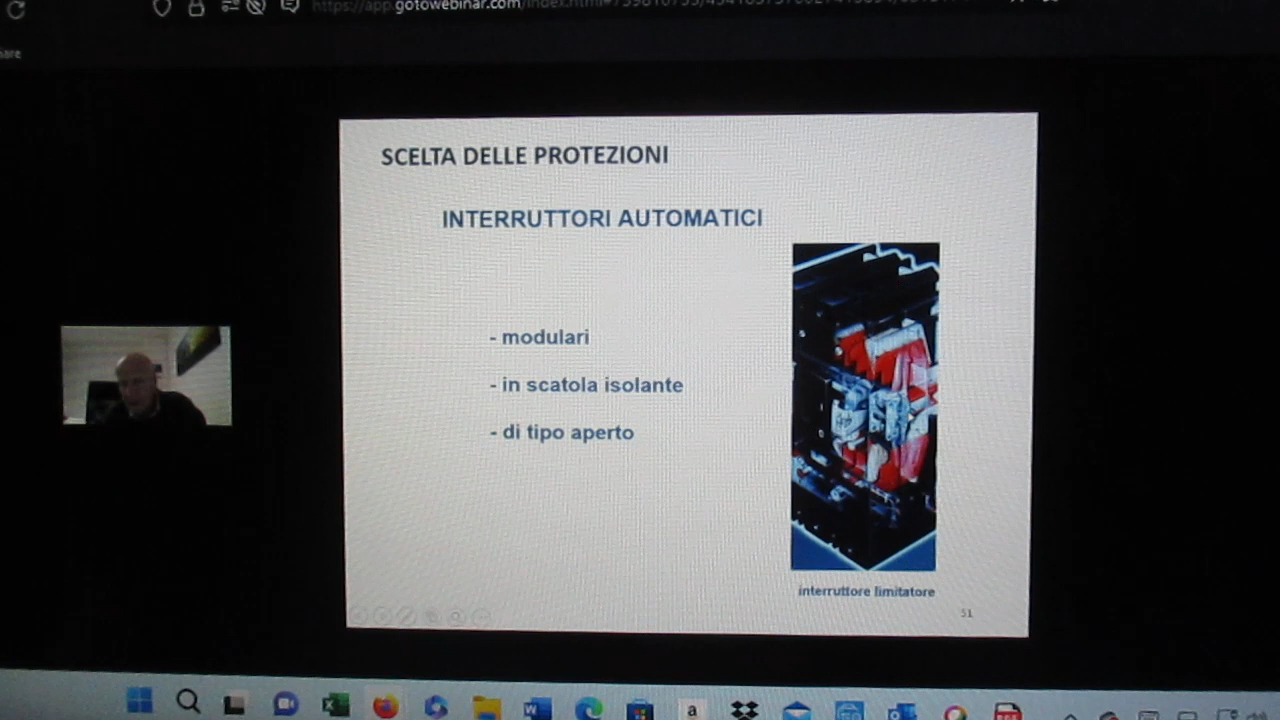 gotowebinar.com
SCELTA DELLE PROTEZIONI
INTERRUTTORI AUTOMATICI
- modulari
- in scatola isolante
- di tipo aperto
interruttore limitatore
51